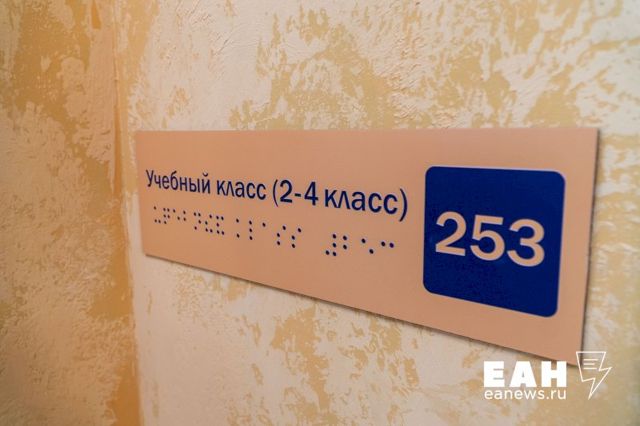 Учебный класс (2-4 класс)
253
ЕАН
eanews.ru